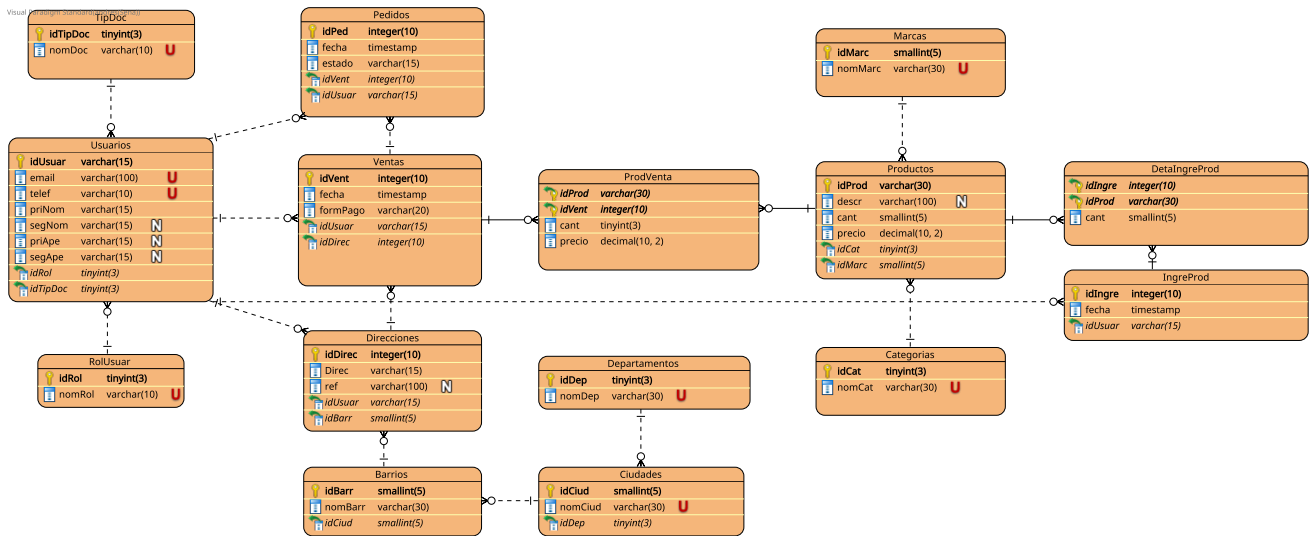 Visual Paradigm Standard
TipDoc
idTipDoc tinyint(3)
nomDoc varchar(10) U
Pedidos
idPed integer(10)
fecha timestamp
estado varchar(15)
idVent integer(10)
idUsuar varchar(15)
Marcas
idMarc smallint(5)
nomMarc varchar(30) U
Usuarios
idUsuar varchar(15)
email varchar(100) U
telef varchar(10) U
priNom varchar(15)
segNom varchar(15) N
priApe varchar(15) N
segApe varchar(15) N
idRol tinyint(3)
idTipDoc tinyint(3)
Ventas
idVent integer(10)
fecha timestamp
formPago varchar(20)
idUsuar varchar(15)
idDirec integer(10)
ProdVenta
idProd varchar(30)
idVent integer(10)
cant tinyint(3)
precio decimal(10, 2)
Productos
idProd varchar(30)
descr varchar(100) N
cant smallint(5)
precio decimal(10, 2)
idCat tinyint(3)
idMarc smallint(5)
DetaIngreProd
idIngre integer(10)
idProd varchar(30)
cant smallint(5)
IngreProd
idIngre integer(10)
fecha timestamp
idUsuar varchar(15)
RolUsuar
idRol tinyint(3)
nomRol varchar(10) U
Direcciones
idDirec integer(10)
Direc varchar(15)
ref varchar(100) N
idUsuar varchar(15)
idBarr smallint(5)
Departamentos
idDep tinyint(3)
nomDep varchar(30) U
Categorias
idCat tinyint(3)
nomCat varchar(30) U
Barrios
idBarr smallint(5)
nomBarr varchar(30)
idCiud smallint(5)
Ciudades
idCiud smallint(5)
nomCiud varchar(30) U
idDep tinyint(3)